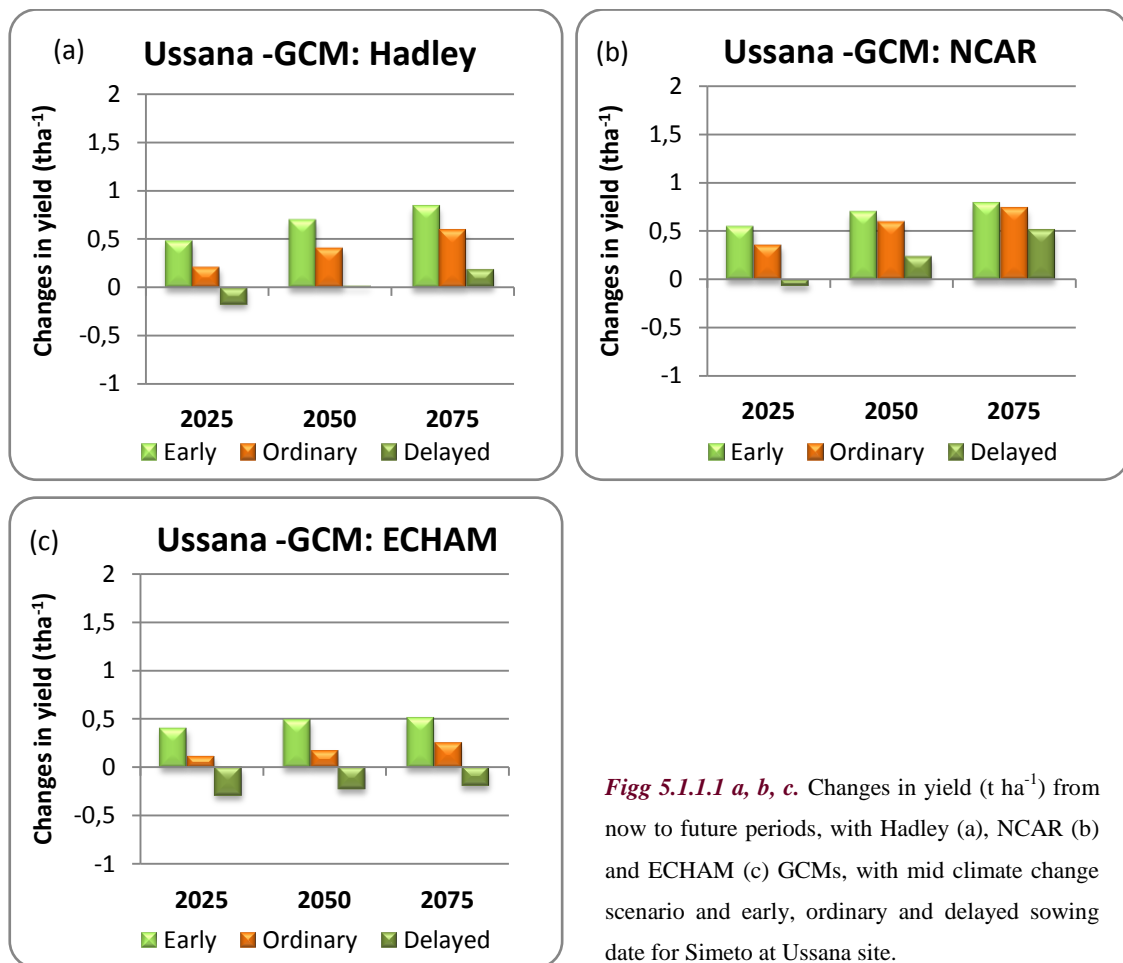 (a)
Ussana -GCM: Hadley
Changes in yield (tha-1)
2
1,5
1
0,5
0
-0,5
-1
2025 2050 2075
Early Ordinary Delayed
(b)
Ussana -GCM: NCAR
Changes in yield (tha-1)
2
1,5
1
0,5
0
-0,5
-1
2025 2050 2075
Early Ordinary Delayed
(c)
Ussana -GCM: ECHAM
Changes in yield (tha-1)
2
1,5
1
0,5
0
-0,5
-1
2025 2050 2075
Early Ordinary Delayed
Figg 5.1.1.1 a, b, c. Changes in yield (t ha-1) from
now to future periods, with Hadley (a), NCAR (b)
and ECHAM (c) GCMs, with mid climate change
scenario and early, ordinary and delayed sowing
date for Simeto at Ussana site.